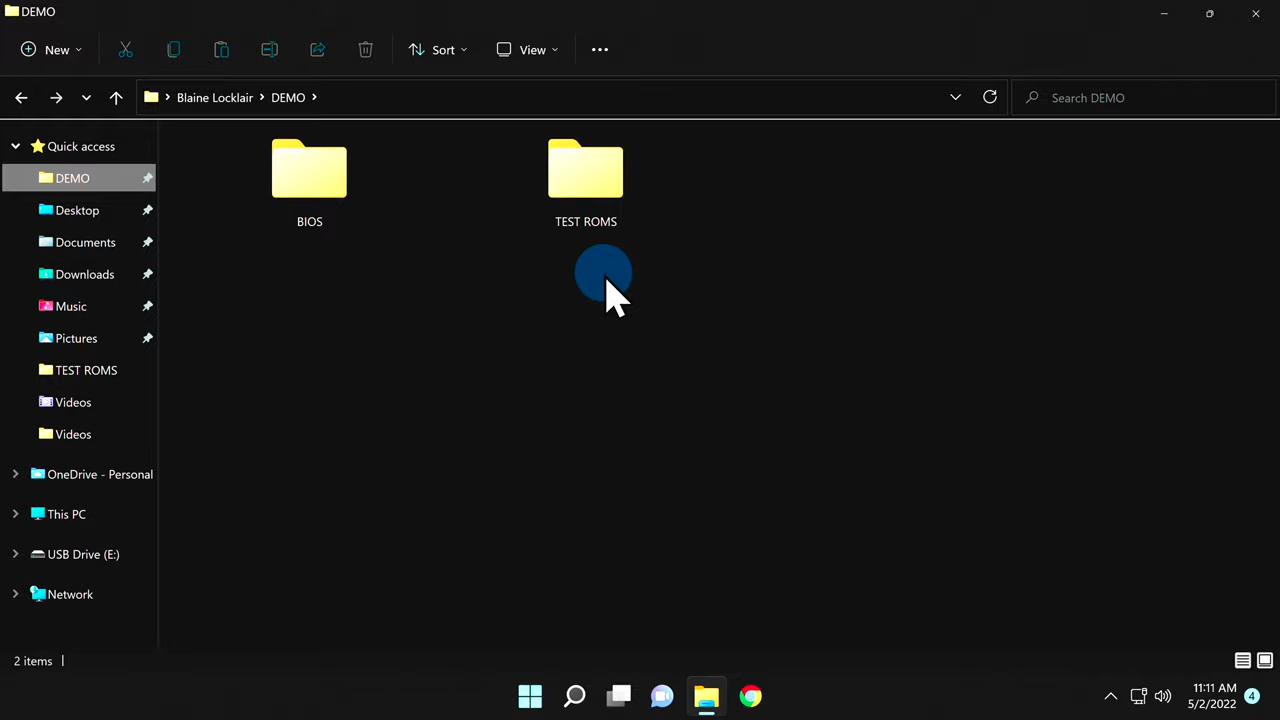 DEMO
New
Sort
View
Blaine Locklair
DEMO
Search DEMO
Quick access
DEMO
Desktop
Documents
Downloads
Music
Pictures
TEST ROMS
Videos
Videos
OneDrive - Personal
This PC
USB Drive (E:)
Network
BIOS
TEST ROMS
2 items
11:11 AM
5/2/2022
4